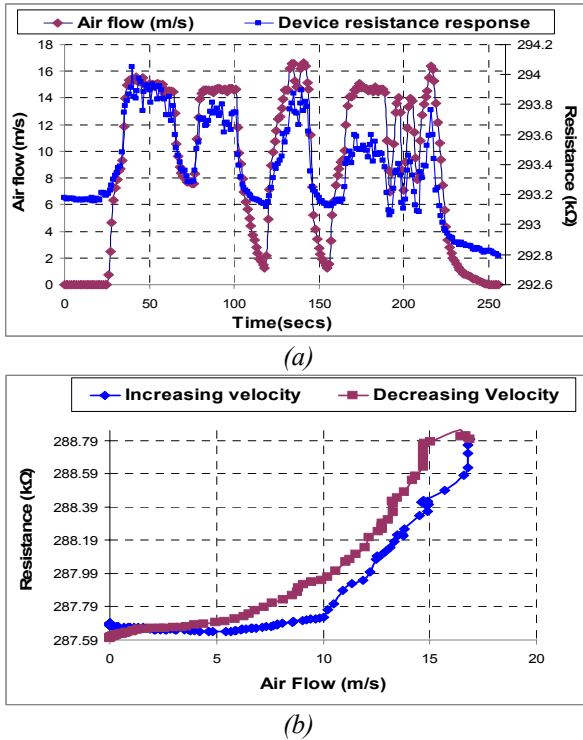 Air flow (m/s) Device resistance response
18
16
14
12
10
8
6
4
2
0
Air flow (m/s)
294.2
294
293.8
293.6
293.4
293.2
293
292.8
292.6
Resistance (kΩ)
0 50 100 150 200 250
Time(secs)
(a)
Increasing velocity Decreasing Velocity
288.79
288.59
288.39
288.19
287.99
287.79
287.59
Resistance (kΩ)
0 5 10 15 20
Air Flow (m/s)
(b)